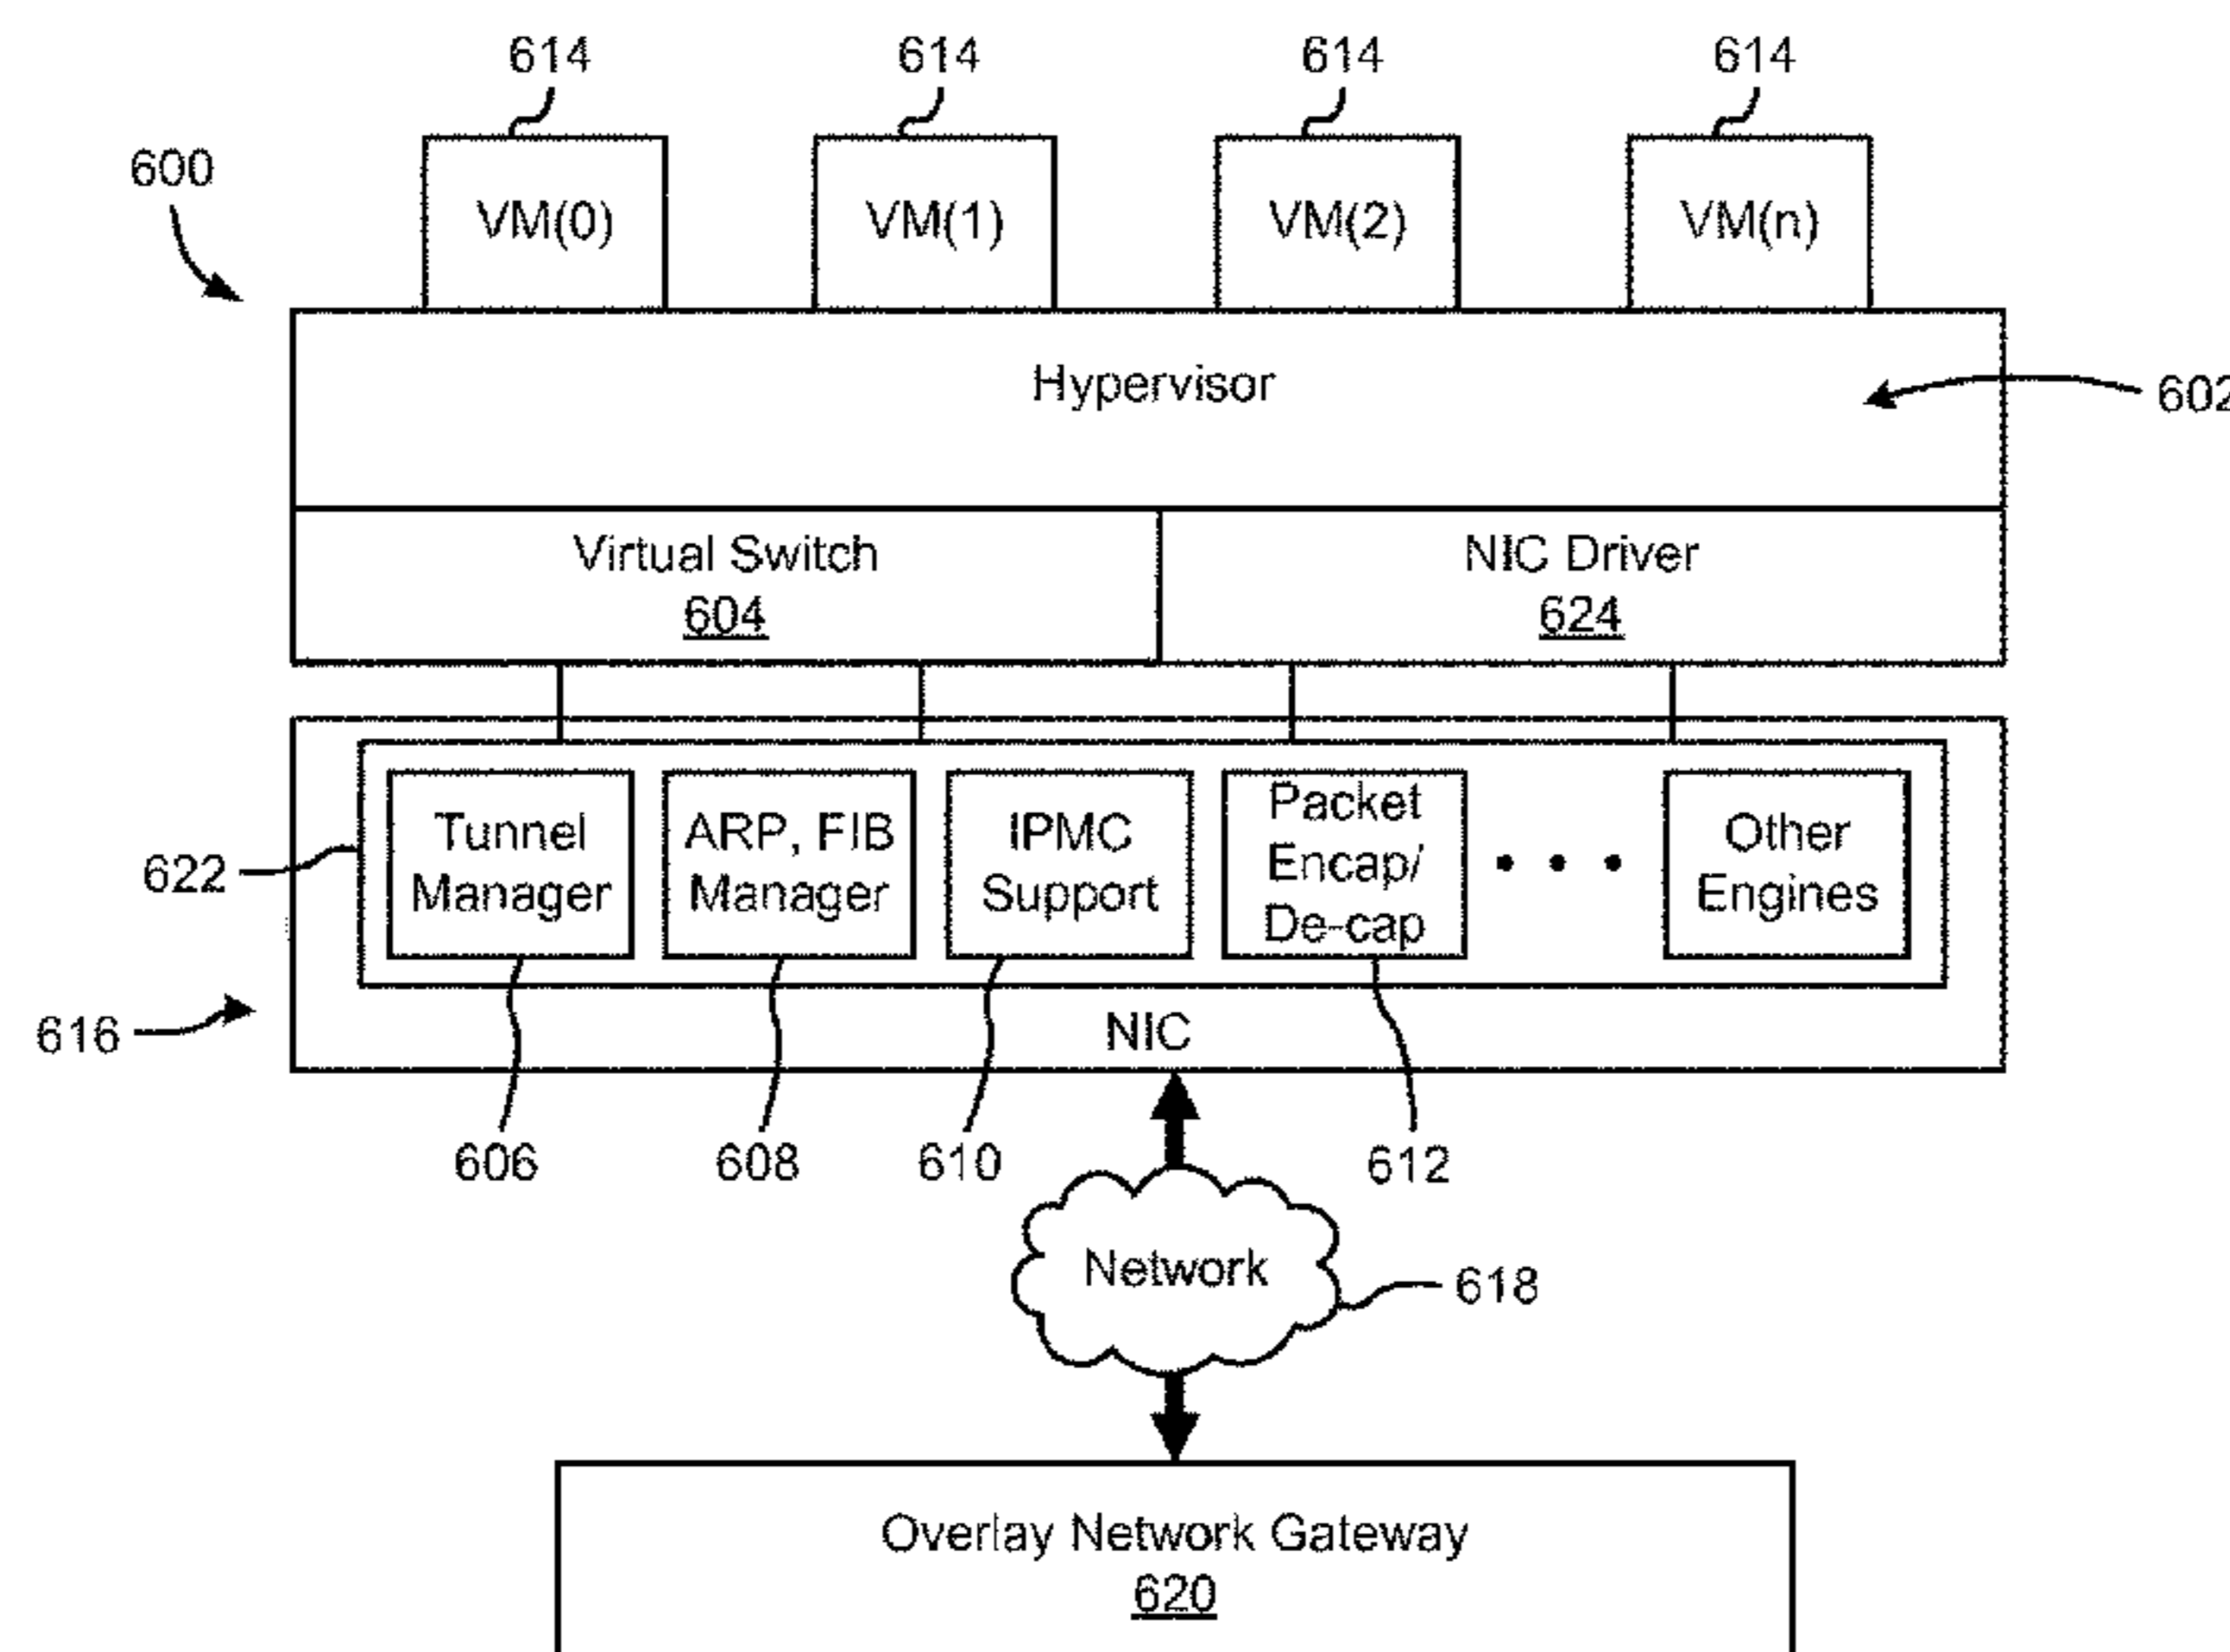 614 614 614 614
600
VM(0) VM(1) VM(2) VM(n)
Hypervisor
602
Virtual Switch
604
NIC Driver
624
622
Tunnel
Manager
ARP, FIB
Manager
IPMC
Support
Packet
Encap/
De-cap
• • •
Other
Engines
616
NIC
606 608 610 612
Network
618
Overlay Network Gateway
620